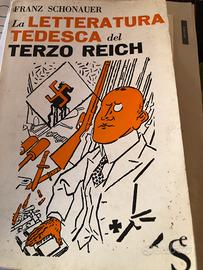 FRANZ SCHONAUER
La LETTERATURA
TEDESCA del
TERZO REICH